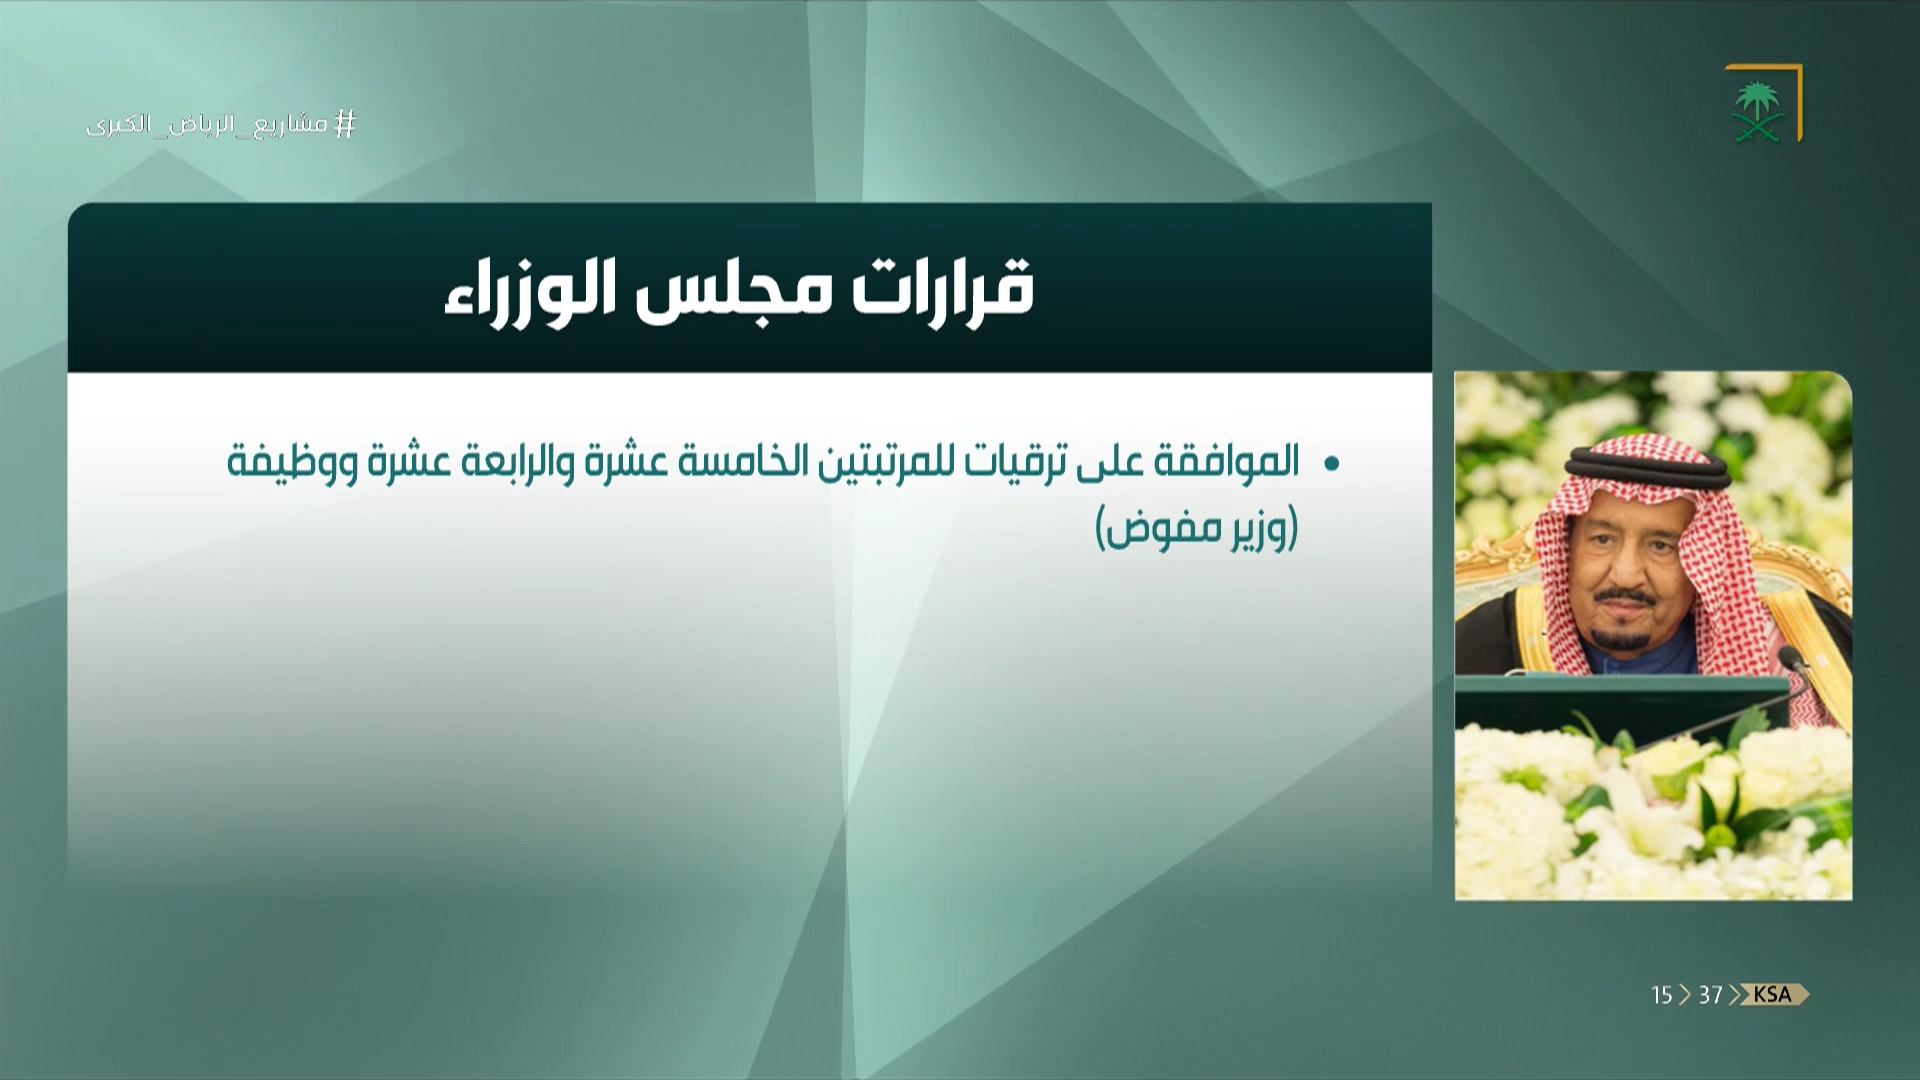 #مشاريع_الرياض_الكبرى
قرارات مجلس الوزراء
• الموافقة على ترقيات للمرتبتين الخامسة عشرة والرابعة عشرة ووظيفة
(وزير مفوض)
15 37 KSA